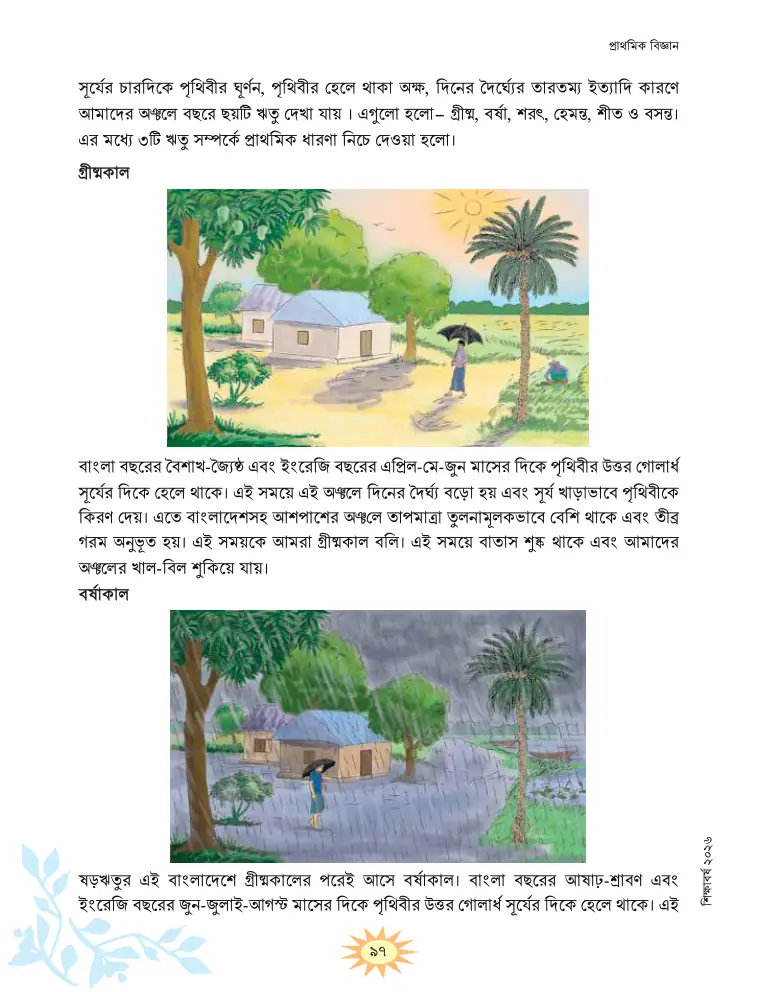 প্রাথমিক বিজ্ঞান
সূর্যের চারদিকে পৃথিবীর ঘূর্ণন, পৃথিবীর হেলে থাকা অক্ষ, দিনের দৈর্ঘ্যের তারতম্য ইত্যাদি কারণে
আমাদের অঞ্চলে বছরে ছয়টি ঋতু দেখা যায় । এগুলো হলো– গ্রীষ্ম, বর্ষা, শরৎ, হেমন্ত, শীত ও বসন্ত।
এর মধ্যে ৩টি ঋতু সম্পর্কে প্রাথমিক ধারণা নিচে দেওয়া হলো।
গ্রীষ্মকাল
বাংলা বছরের বৈশাখ-জ্যৈষ্ঠ এবং ইংরেজি বছরের এপ্রিল-মে-জুন মাসের দিকে পৃথিবীর উত্তর গোলার্ধ
সূর্যের দিকে হেলে থাকে। এই সময়ে এই অঞ্চলে দিনের দৈর্ঘ্য বড়ো হয় এবং সূর্য খাড়াভাবে পৃথিবীকে
কিরণ দেয়। এতে বাংলাদেশসহ আশপাশের অঞ্চলে তাপমাত্রা তুলনামূলকভাবে বেশি থাকে এবং তীব্র
গরম অনুভূত হয়। এই সময়কে আমরা গ্রীষ্মকাল বলি। এই সময়ে বাতাস শুষ্ক থাকে এবং আমাদের
অঞ্চলের খাল-বিল শুকিয়ে যায়।
বর্ষাকাল
ষড়ঋতুর এই বাংলাদেশে গ্রীষ্মকালের পরেই আসে বর্ষাকাল। বাংলা বছরের আষাঢ়-শ্রাবণ এবং
ইংরেজি বছরের জুন-জুলাই-আগস্ট মাসের দিকে পৃথিবীর উত্তর গোলার্ধ সূর্যের দিকে হেলে থাকে। এই
শিক্ষাবর্ষ ২০২৬
৯৭